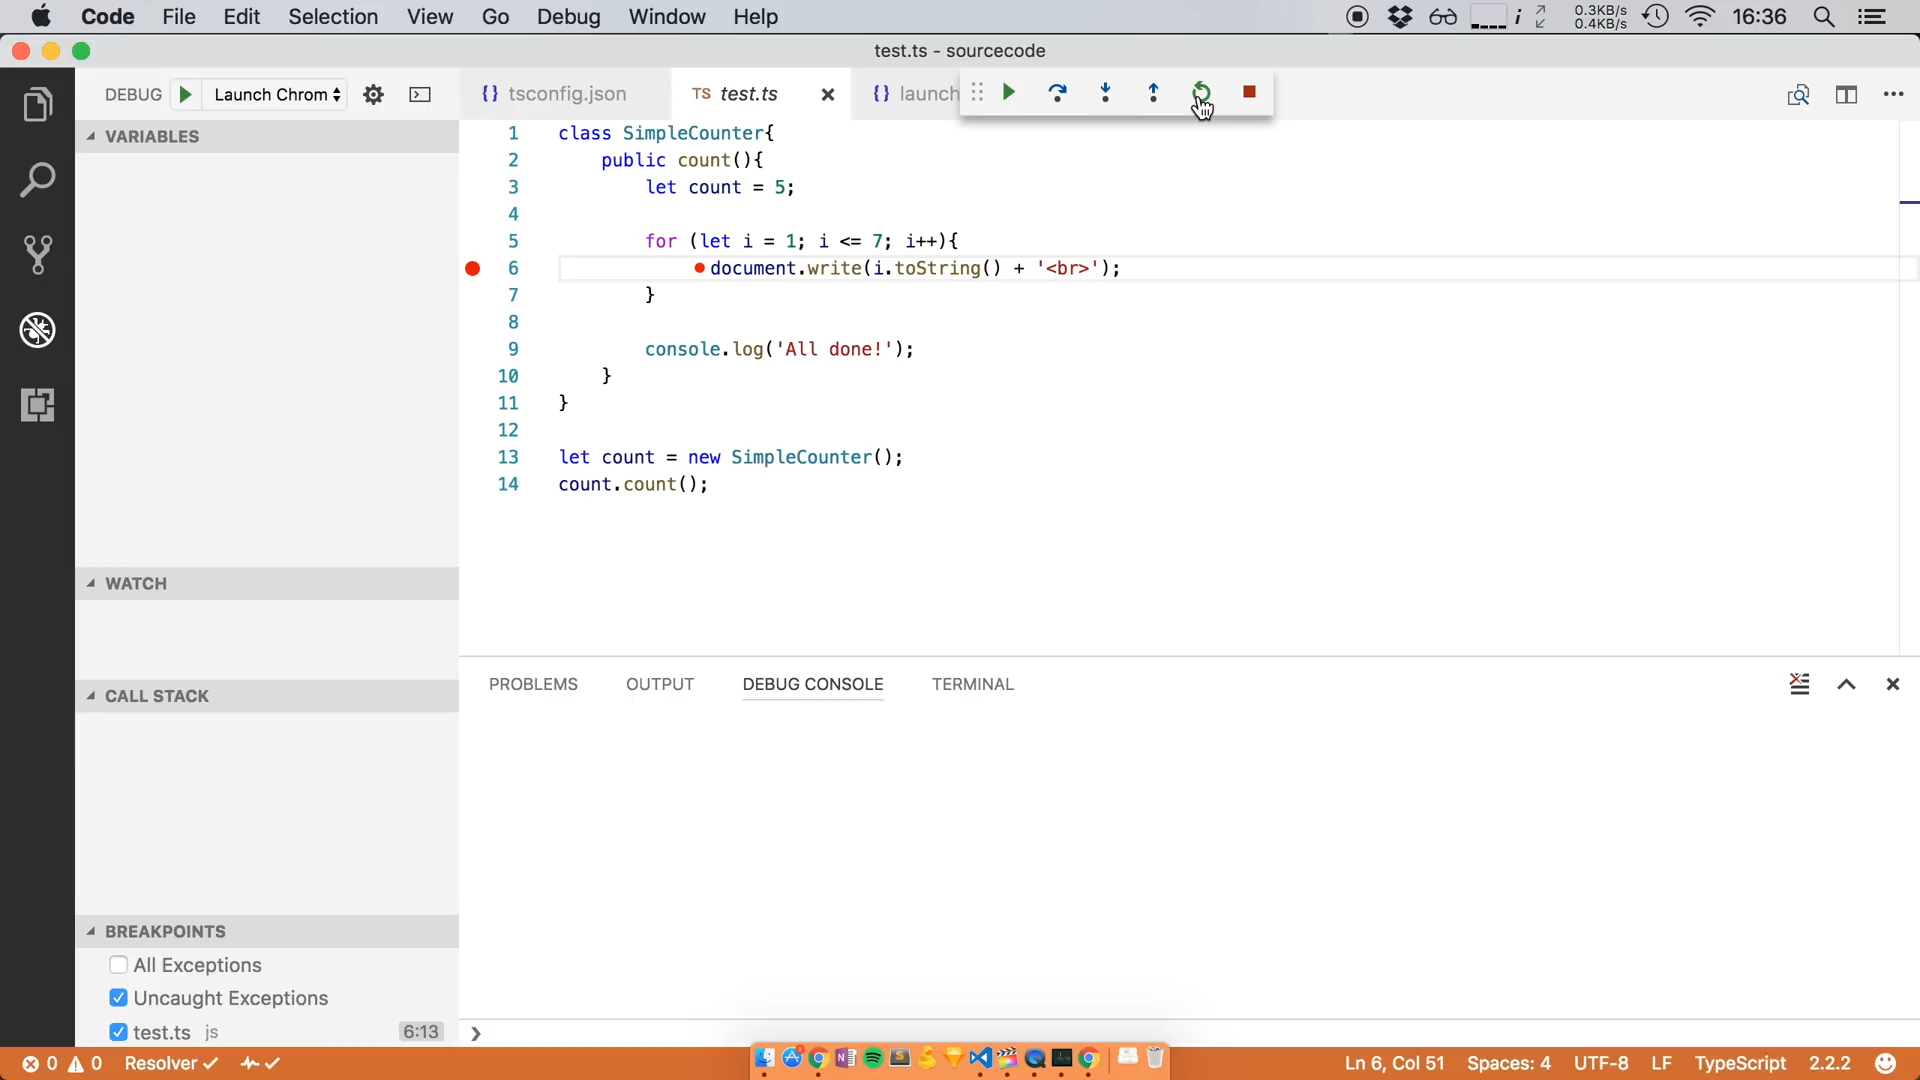 Code File Edit Selection View Go Debug Window Help
0.3KB/s
0.4KB/s
16:36
test.ts - sourcecode
DEBUG Launch Chrom
{} tsconfig.json
TS test.ts
{} launch
VARIABLES
1 class SimpleCounter{
2 public count(){
3 let count = 5;
4
5 for (let i = 1; i <= 7; i++){
6 document.write(i.toString() + '<br>');
7 }
8
9 console.log('All done!');
10 }
11 }
12
13 let count = new SimpleCounter();
14 count.count();
WATCH
CALL STACK
BREAKPOINTS
All Exceptions
Uncaught Exceptions
test.ts js 6:13
PROBLEMS OUTPUT DEBUG CONSOLE TERMINAL
0 0 Resolver
Ln 6, Col 51 Spaces: 4 UTF-8 LF TypeScript 2.2.2